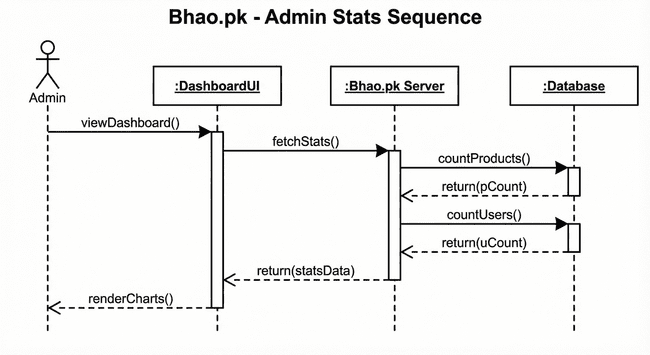 Bhao.pk - Admin Stats Sequence
Admin
:DashboardUI
:Bhao.pk Server
:Database
viewDashboard()
fetchStats()
countProducts()
return(pCount)
countUsers()
return(uCount)
return(statsData)
renderCharts()